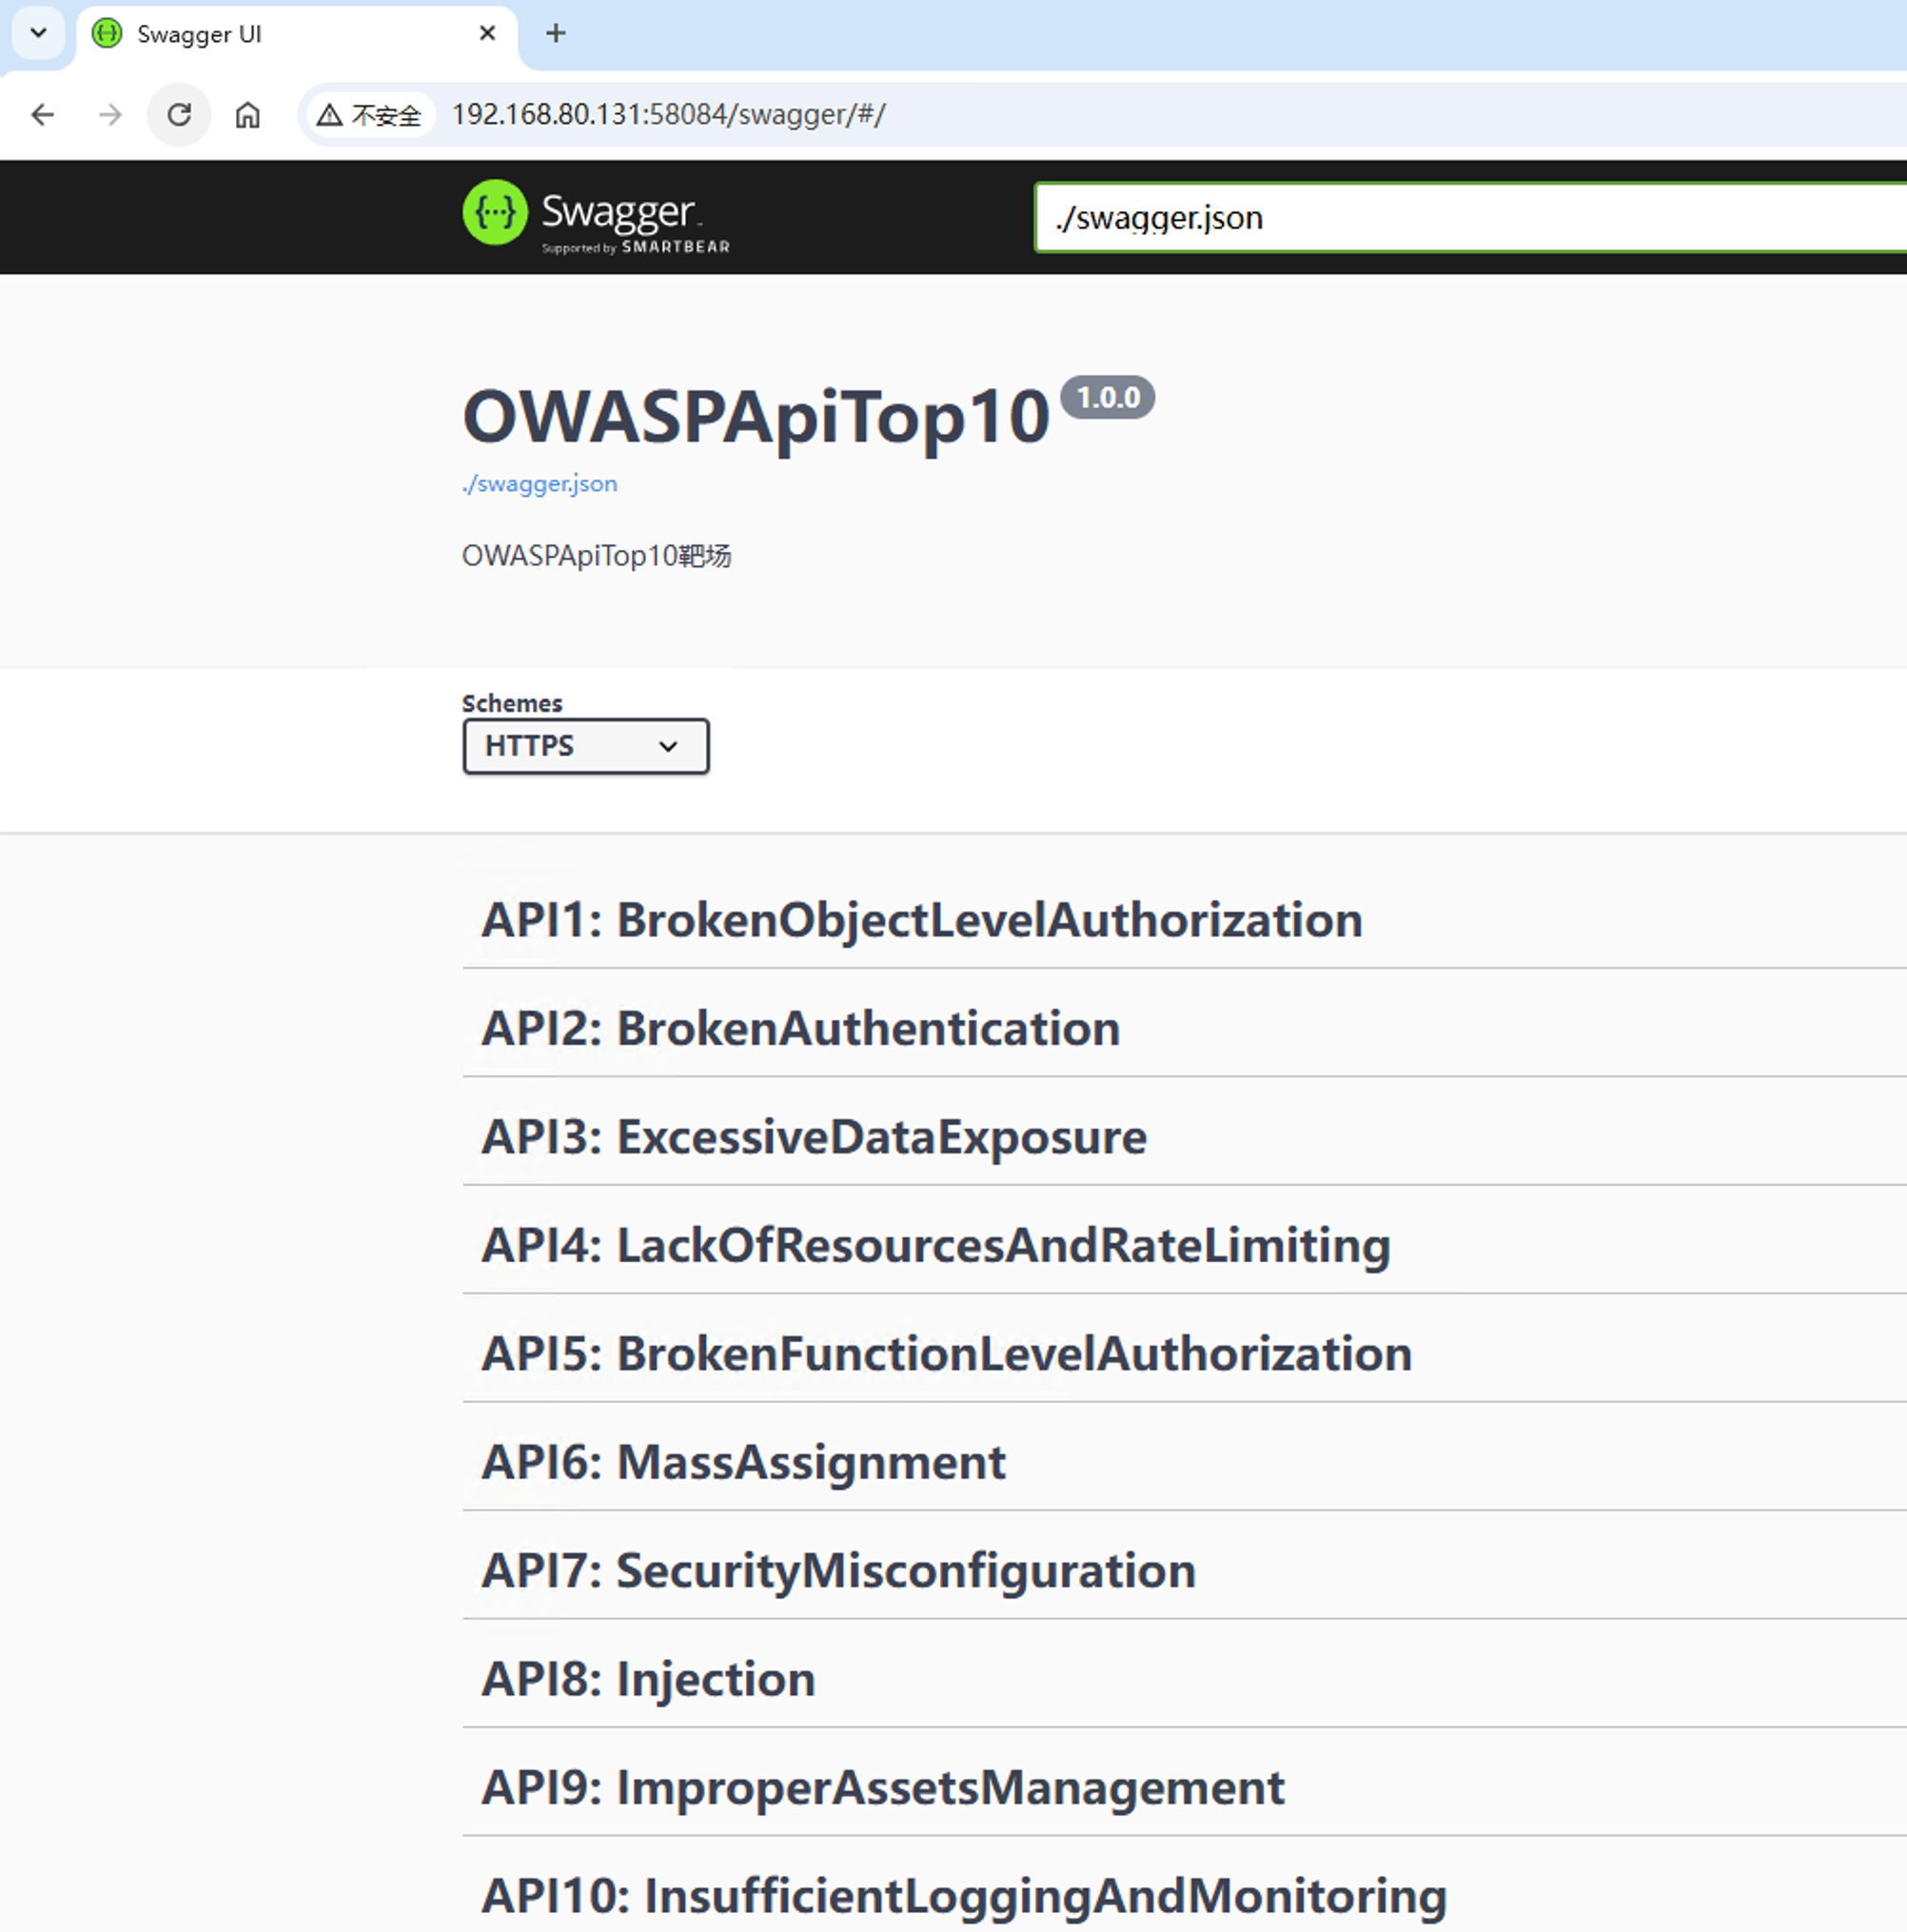 Swagger UI
不安全 192.168.80.131:58084/swagger/#/
Swagger
Supported by SMARTBEAR
./swagger.json
OWASPApiTop10 1.0.0
./swagger.json
OWASPApiTop10靶场
Schemes
HTTPS
API1: BrokenObjectLevelAuthorization
API2: BrokenAuthentication
API3: ExcessiveDataExposure
API4: LackOfResourcesAndRateLimiting
API5: BrokenFunctionLevelAuthorization
API6: MassAssignment
API7: SecurityMisconfiguration
API8: Injection
API9: ImproperAssetsManagement
API10: InsufficientLoggingAndMonitoring